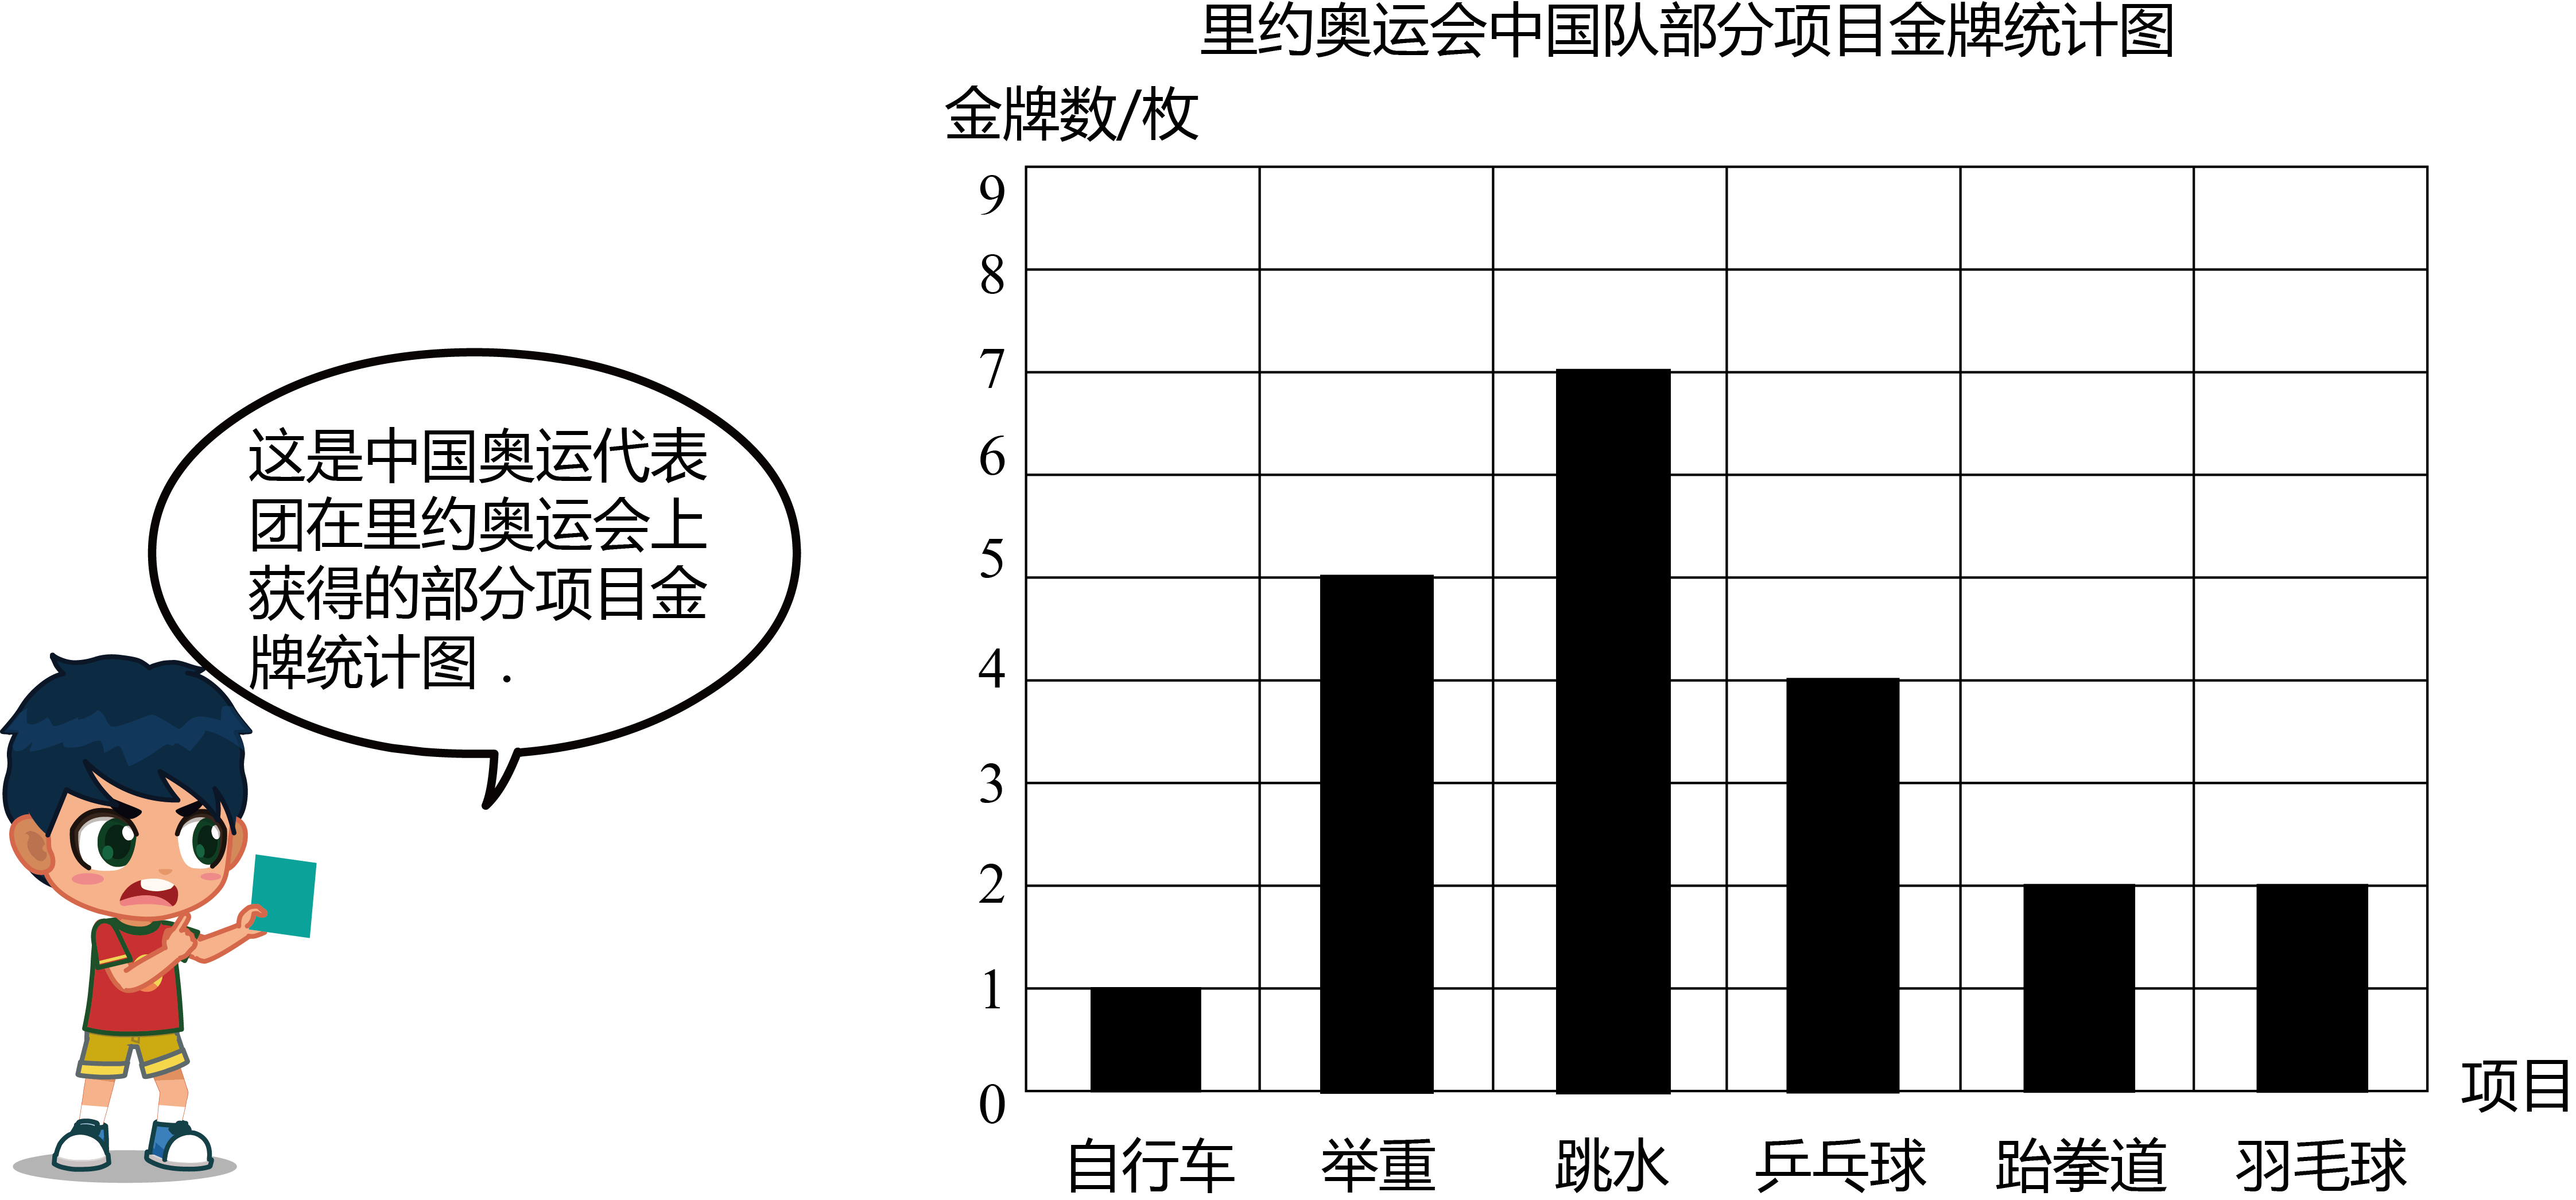 里约奥运会中国队部分项目金牌统计图
金牌数/枚
9
8
7
6
5
4
3
2
1
0
自行车 举重 跳水 乒乓球 跆拳道 羽毛球
项目
这是中国奥运代表
团在里约奥运会上
获得的部分项目金
牌统计图．